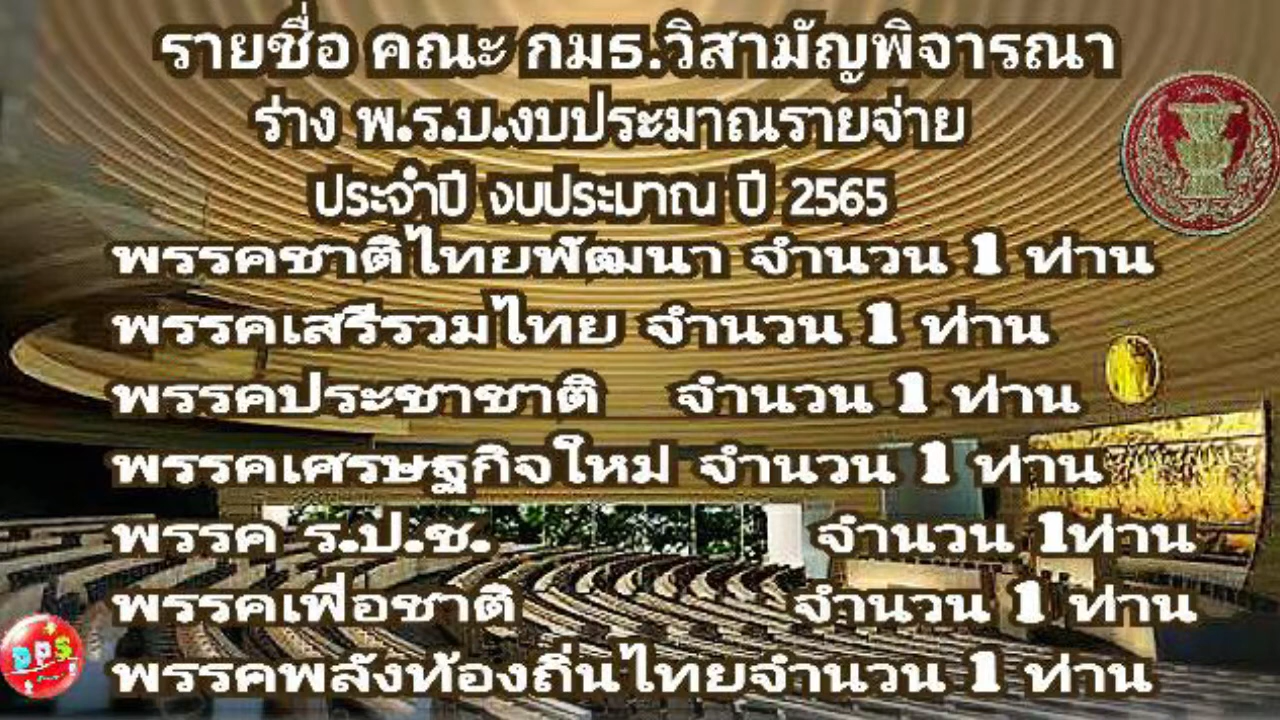 รายชื่อ คณะ กมธ.วิสามัญพิจารณา
ร่าง พ.ร.บ.งบประมาณรายจ่าย
ประจำปี งบประมาณ ปี 2565
พรรคชาติไทยพัฒนา จำนวน 1 ท่าน
พรรคเสรีรวมไทย จำนวน 1 ท่าน
พรรคประชาชาติ จำนวน 1 ท่าน
พรรคเศรษฐกิจใหม่ จำนวน 1 ท่าน
พรรค ร.ป.ช. จำนวน 1ท่าน
พรรคเพื่อชาติ จำนวน 1 ท่าน
พรรคพลังท้องถิ่นไทยจำนวน 1 ท่าน
DPS